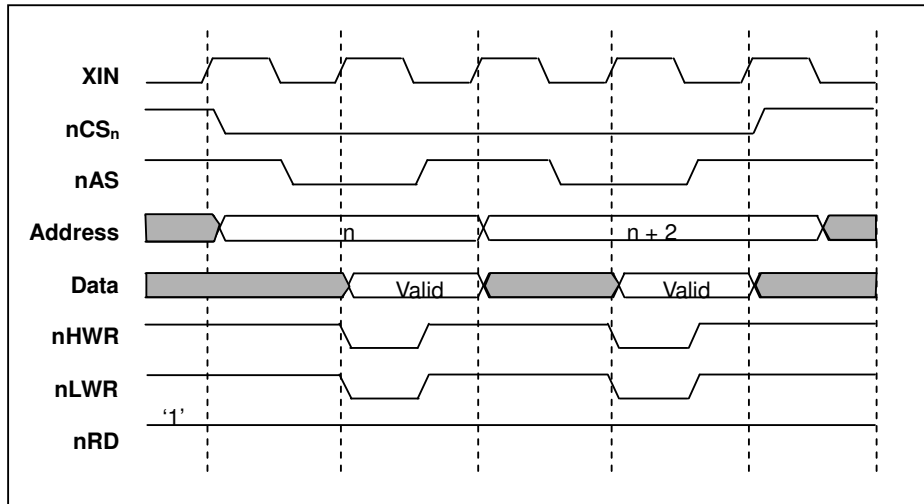 XIN
nCSn
nAS
Address n n + 2
Data Valid Valid
nHWR
nLWR
‘1’
nRD